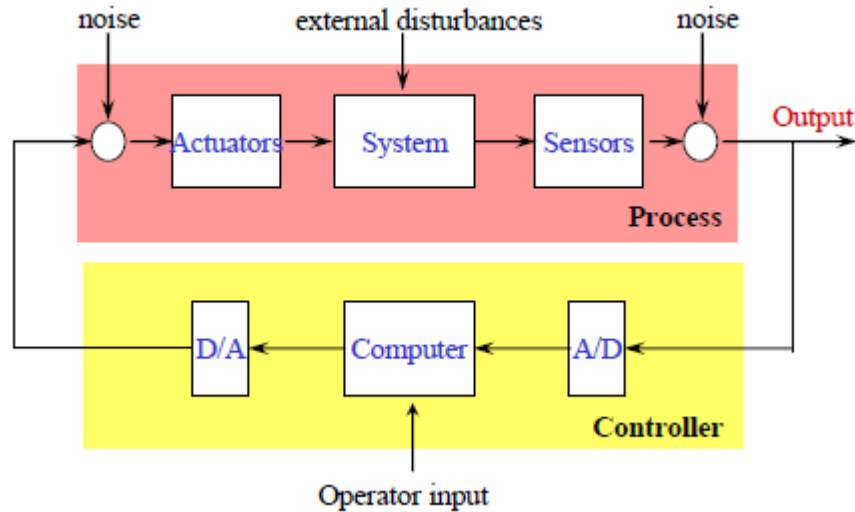 noise
external disturbances
noise
Actuators
System
Sensors
Output
Process
D/A
Computer
A/D
Controller
Operator input